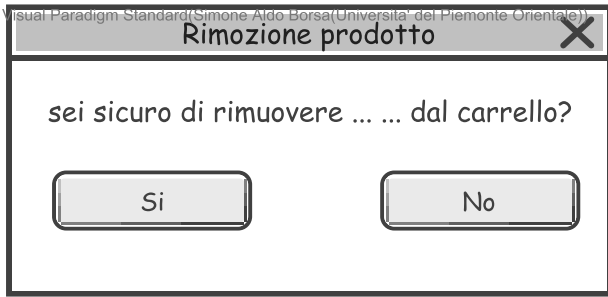 Visual Paradigm Standard(Simone Aldo Borsa(Universita' del Piemonte Orientale))
Rimozione prodotto
sei sicuro di rimuovere ... ... dal carrello?
Si
No